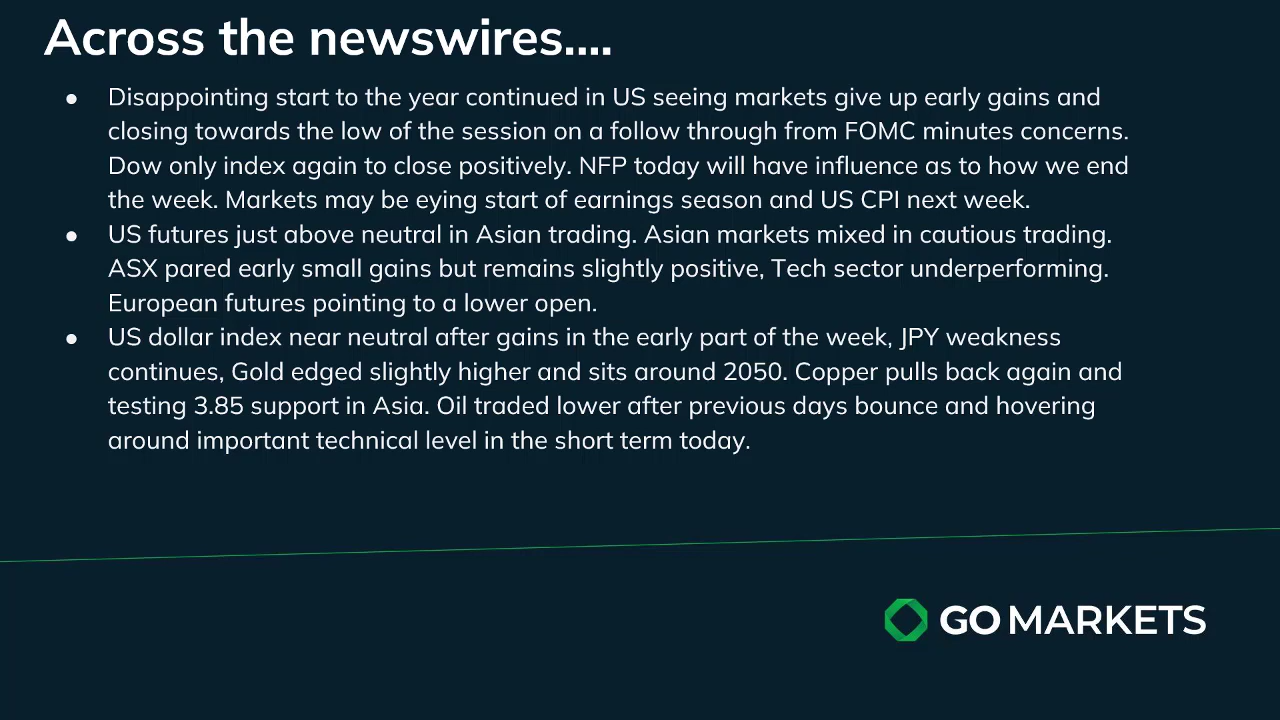 Across the newswires....
● Disappointing start to the year continued in US seeing markets give up early gains and
closing towards the low of the session on a follow through from FOMC minutes concerns.
Dow only index again to close positively. NFP today will have influence as to how we end
the week. Markets may be eying start of earnings season and US CPI next week.
● US futures just above neutral in Asian trading. Asian markets mixed in cautious trading.
ASX pared early small gains but remains slightly positive, Tech sector underperforming.
European futures pointing to a lower open.
● US dollar index near neutral after gains in the early part of the week, JPY weakness
continues, Gold edged slightly higher and sits around 2050. Copper pulls back again and
testing 3.85 support in Asia. Oil traded lower after previous days bounce and hovering
around important technical level in the short term today.
GO MARKETS